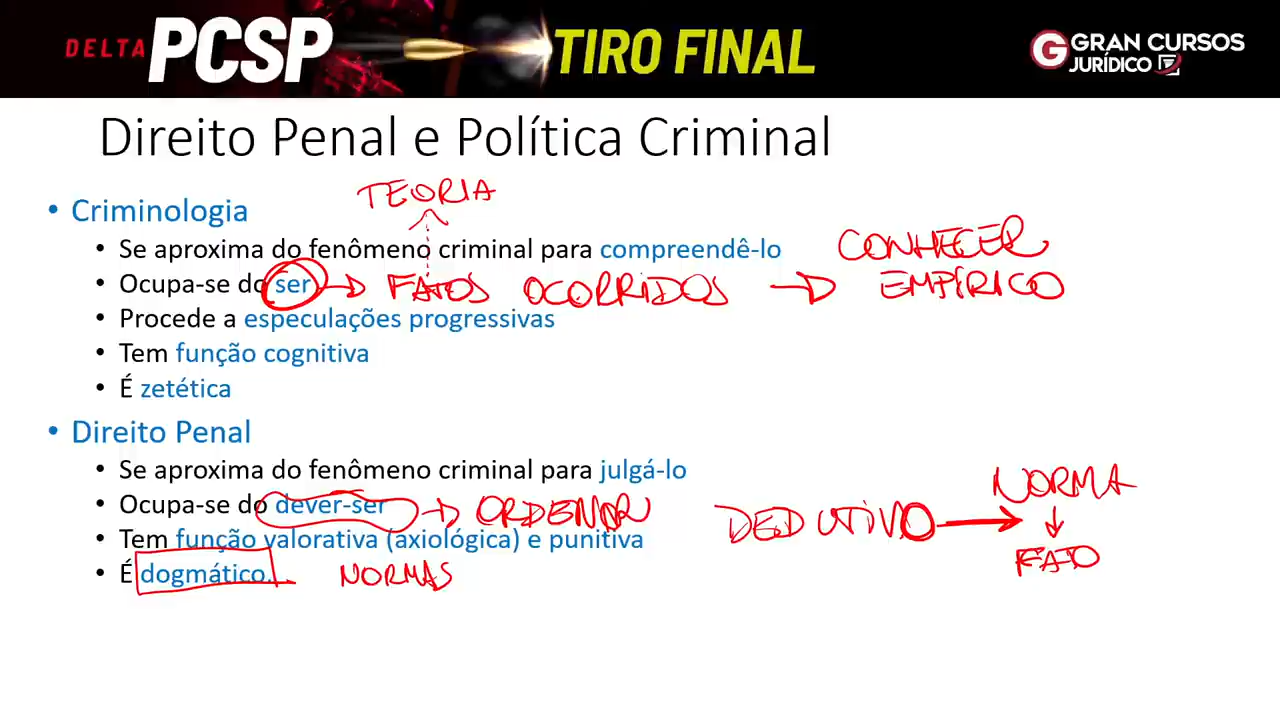 DELTA PCSP TIRO FINAL GRAN CURSOS
JURÍDICO
Direito Penal e Política Criminal
TEORIA
• Criminologia
• Se aproxima do fenômeno criminal para compreendê-lo CONHECER
• Ocupa-se do ser → FATOS OCORRIDOS → EMPÍRICO
• Procede a especulações progressivas
• Tem função cognitiva
• É zetética
• Direito Penal
• Se aproxima do fenômeno criminal para julgá-lo NORMA
• Ocupa-se do dever-ser → ORDENAR DEDUTIVO → ↓
• Tem função valorativa (axiológica) e punitiva FATO
• É dogmático. NORMAS